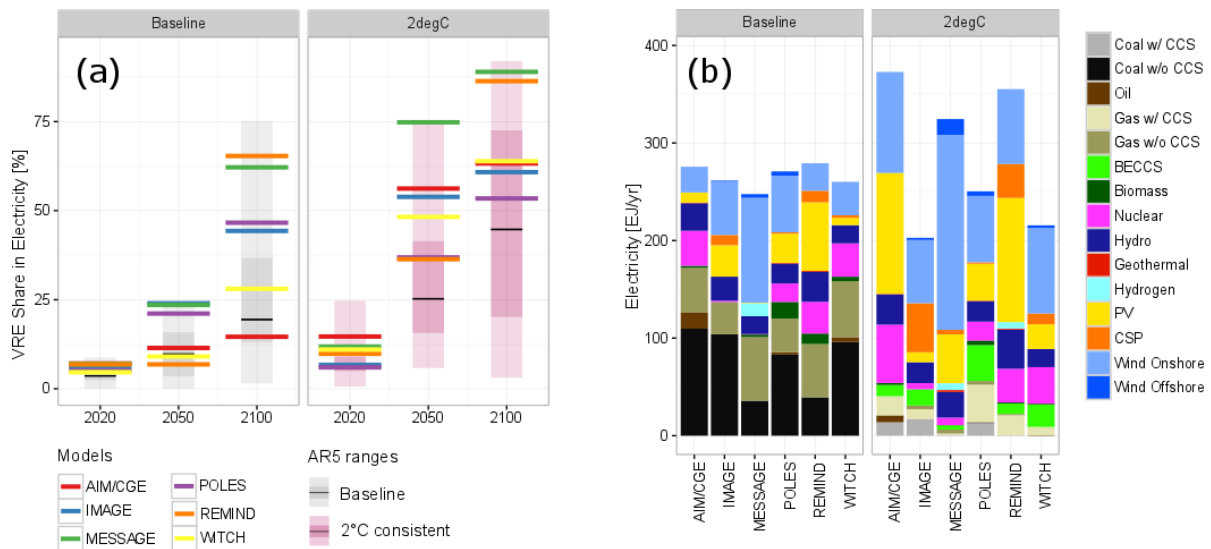 Baseline
2degC
(a)
VRE Share in Electricity [%]
75
50
25
0
2020
2050
2100
2020
2050
2100
Models
AIM/CGE
IMAGE
MESSAGE
POLES
REMIND
WITCH
AR5 ranges
Baseline
2°C consistent
Baseline
2degC
(b)
Electricity [EJ/yr]
400
300
200
100
0
AIM/CGE
IMAGE
MESSAGE
POLES
REMIND
WITCH
AIM/CGE
IMAGE
MESSAGE
POLES
REMIND
WITCH
Coal w/ CCS
Coal w/o CCS
Oil
Gas w/ CCS
Gas w/o CCS
BECCS
Biomass
Nuclear
Hydro
Geothermal
Hydrogen
PV
CSP
Wind Onshore
Wind Offshore